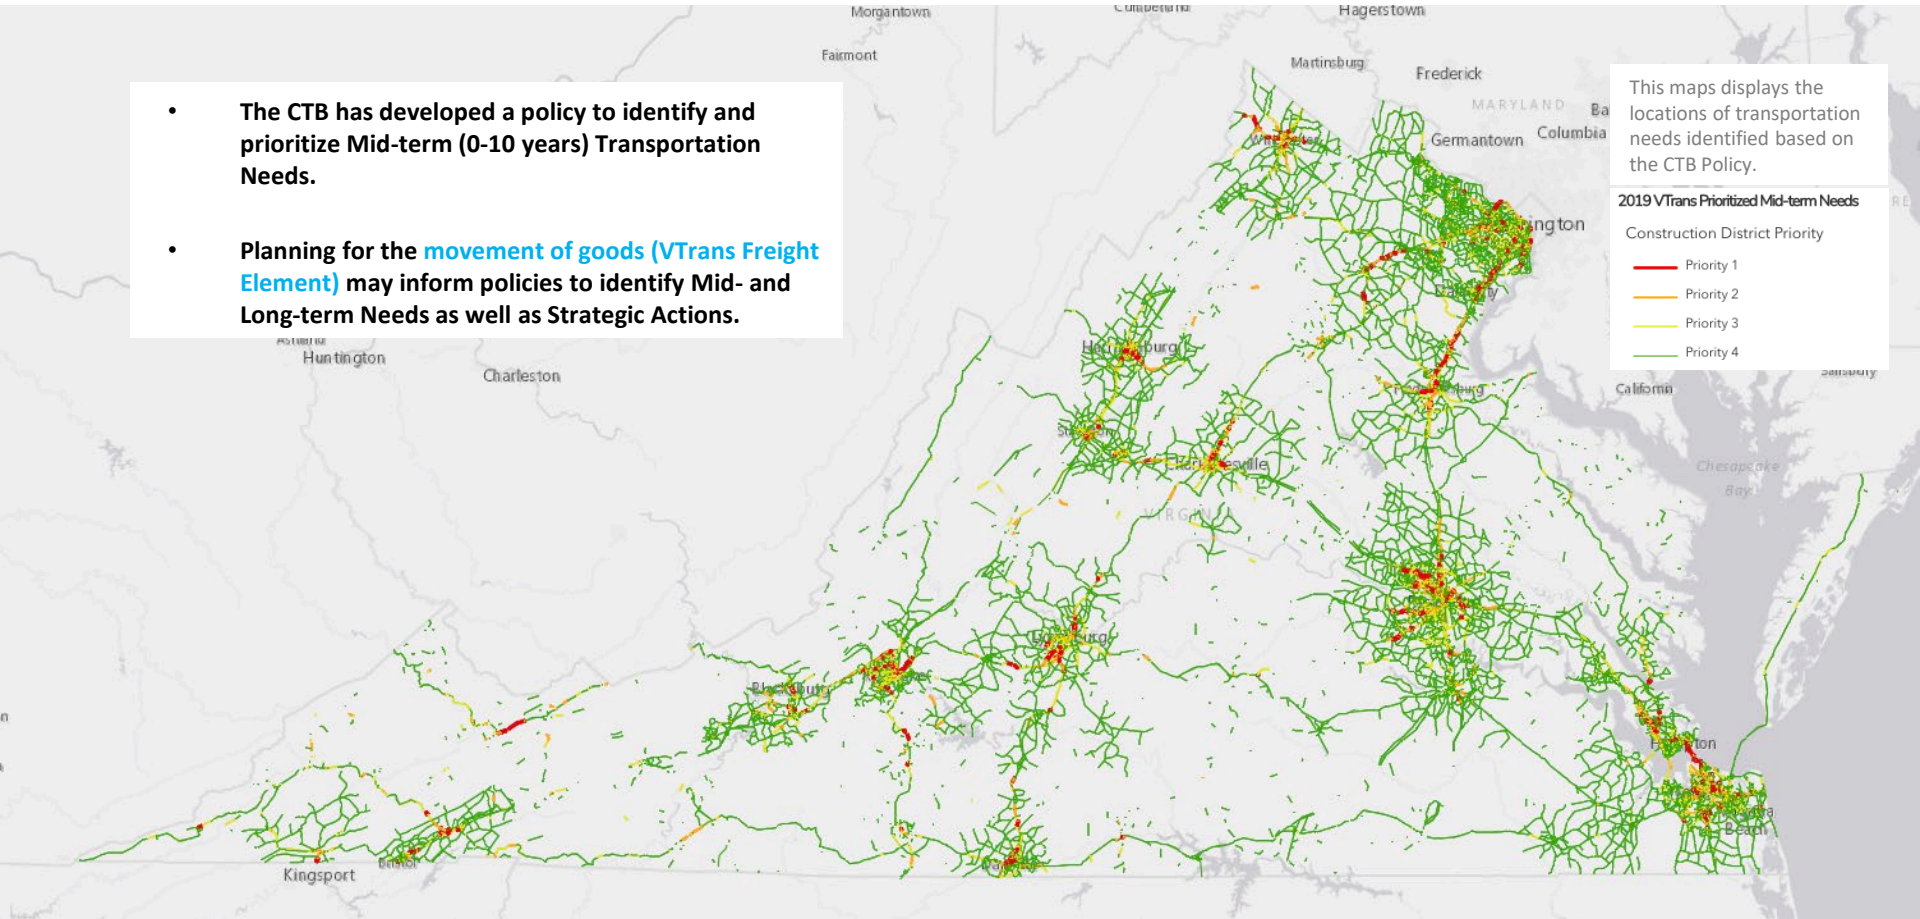 Morgantown
Hagerstown
Fairmont
Martinsburg
Frederick
MARYLAND
Germantown
Columbia
• The CTB has developed a policy to identify and
prioritize Mid-term (0-10 years) Transportation
Needs.
• Planning for the movement of goods (VTrans Freight
Element) may inform policies to identify Mid- and
Long-term Needs as well as Strategic Actions.
This maps displays the
locations of transportation
needs identified based on
the CTB Policy.
2019 VTrans Prioritized Mid-term Needs
Construction District Priority
Priority 1
Priority 2
Priority 3
Priority 4
ington
Huntington
Charleston
California
Chesapeake
Bay
VIRGINIA
Beach
Kingsport